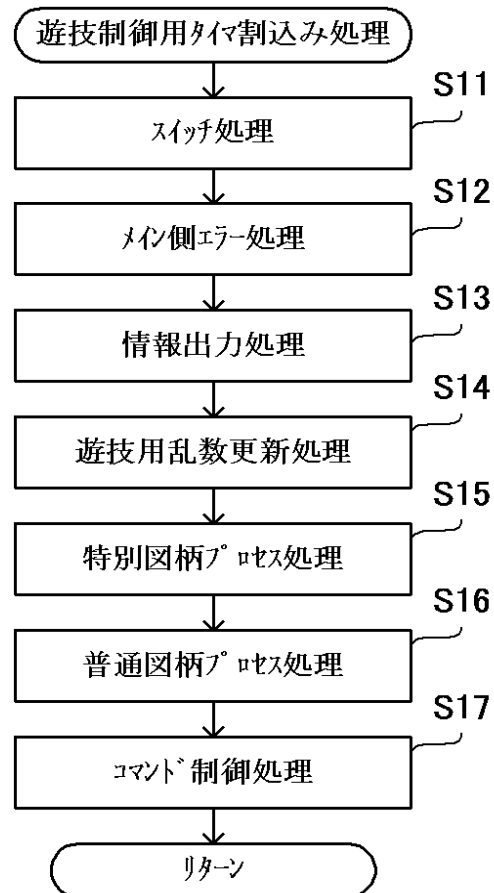 遊技制御用ﾀｲﾏ割込み処理
S11
ｽｲｯﾁ処理
S12
ﾒｲﾝ側ｴﾗｰ処理
S13
情報出力処理
S14
遊技用乱数更新処理
S15
特別図柄ﾌﾟﾛｾｽ処理
S16
普通図柄ﾌﾟﾛｾｽ処理
S17
ｺﾏﾝﾄﾞ制御処理
ﾘﾀｰﾝ